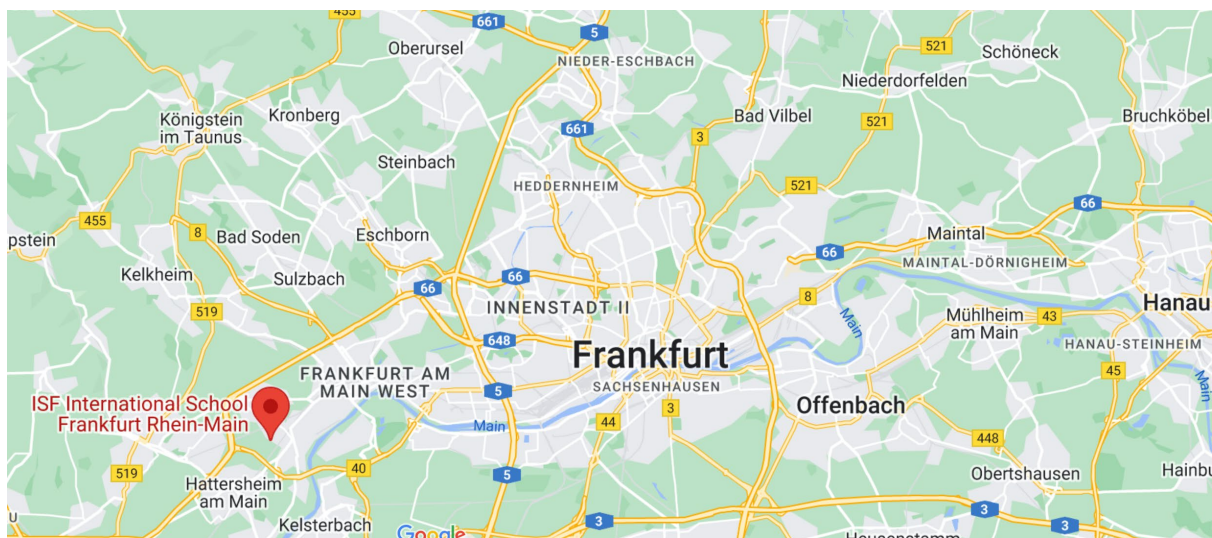 455
661
5
Oberursel
NIEDER-ESCHBACH
521
Schöneck
Niederdorfelden
Königstein
im Taunus
Kronberg
661
3
Bad Vilbel
521
Bruchköbel
Steinbach
HEDDERNHEIM
521
66
455
8
Bad Soden
Eschborn
Maintal
pstein
66
MAINTAL-DÖRNIGHEIM
Kelkheim
Sulzbach
66
66
INNENSTADT II
8
Main
Hanau
519
Mühlheim
am Main
43
648
HANAU-STEINHEIM
Frankfurt
FRANKFURT AM
MAIN WEST
SACHSENHAUSEN
45
Main
5
ISF International School
Frankfurt Rhein-Main
Offenbach
44
3
Main
448
519
40
5
Obertshausen
Hainbu
Hattersheim
am Main
U
Kelsterbach
3
3
3
Google